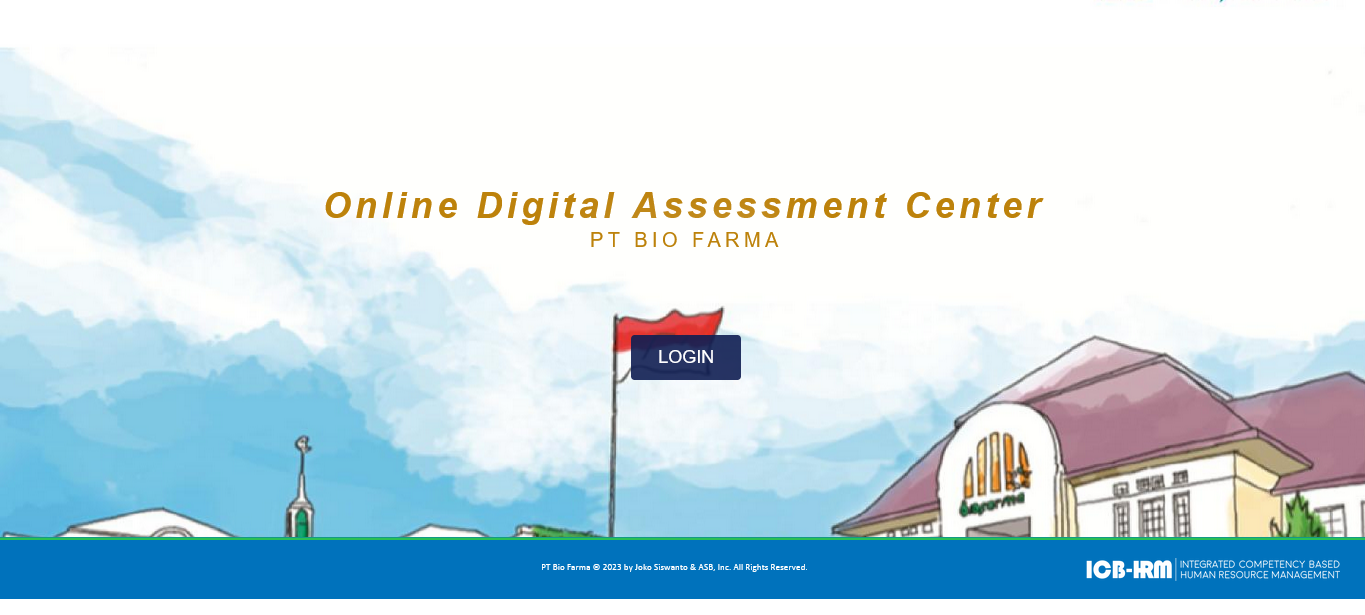 Online Digital Assessment Center
PT BIO FARMA
LOGIN
biofarma
PT Bio Farma © 2023 by Joko Siswanto & ASB, Inc. All Rights Reserved.
ICB-HRM
INTEGRATED COMPETENCY BASED
HUMAN RESOURCE MANAGEMENT